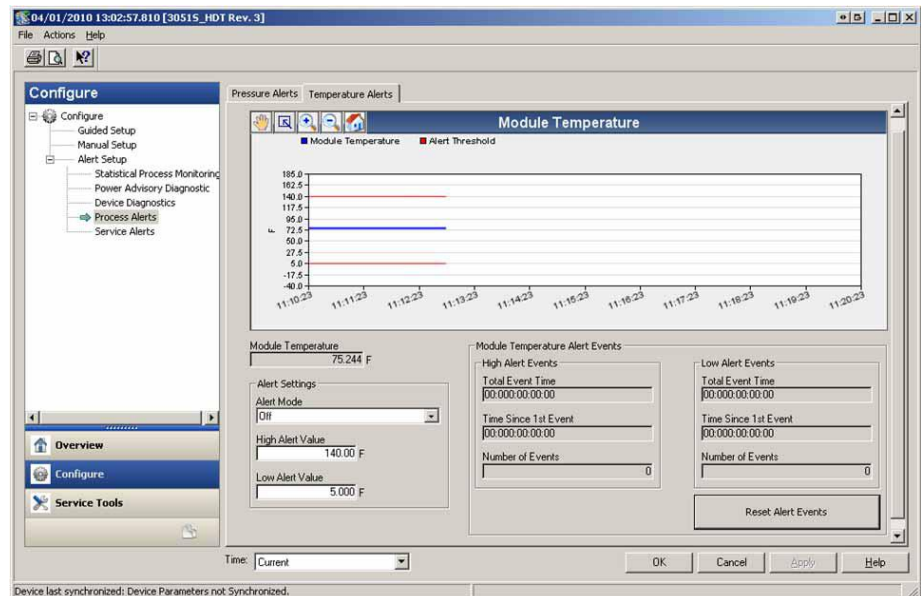 04/01/2010 13:02:57.810 [3051S_HDT Rev. 3]
File Actions Help
Configure
Configure
Guided Setup
Manual Setup
Alert Setup
Statistical Process Monitoring
Power Advisory Diagnostic
Device Diagnostics
Process Alerts
Service Alerts
Overview
Configure
Service Tools
Pressure Alerts Temperature Alerts
Module Temperature
Module Temperature Alert Threshold
185.0
162.5
140.0
117.5
95.0
72.5
50.0
27.5
5.0
-17.5
-40.0
F
11:10:23 11:11:23 11:12:23 11:13:23 11:14:23 11:15:23 11:16:23 11:17:23 11:18:23 11:19:23 11:20:23
Module Temperature
75.244 F
Alert Settings
Alert Mode
Off
High Alert Value
140.00 F
Low Alert Value
5.000 F
Module Temperature Alert Events
High Alert Events
Total Event Time
00:000:00:00:00
Time Since 1st Event
00:000:00:00:00
Number of Events
0
Low Alert Events
Total Event Time
00:000:00:00:00
Time Since 1st Event
00:000:00:00:00
Number of Events
0
Reset Alert Events
Time: Current
OK Cancel Apply Help
Device last synchronized: Device Parameters not Synchronized.